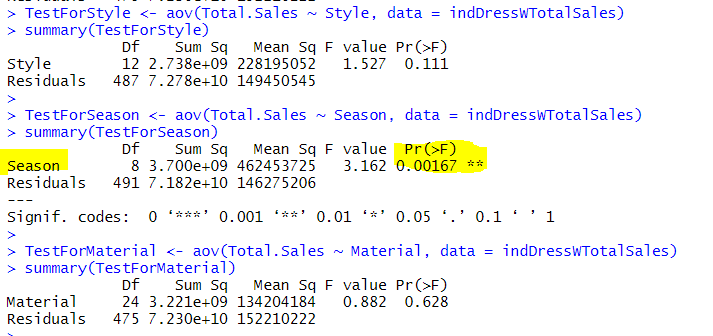 > TestForStyle <- aov(Total.Sales ~ Style, data = indDressWTotalSales)
> summary(TestForStyle)
             Df    Sum Sq   Mean Sq F value Pr(>F)
Style        12 2.738e+09 228195052   1.527  0.111
Residuals   487 7.278e+10 149450545
>
> TestForSeason <- aov(Total.Sales ~ Season, data = indDressWTotalSales)
> summary(TestForSeason)
             Df    Sum Sq   Mean Sq F value  Pr(>F)
Season        8 3.700e+09 462453725   3.162 0.00167 **
Residuals   491 7.182e+10 146275206
---
Signif. codes:  0 ‘***’ 0.001 ‘**’ 0.01 ‘*’ 0.05 ‘.’ 0.1 ‘ ’ 1
>
> TestForMaterial <- aov(Total.Sales ~ Material, data = indDressWTotalSales)
> summary(TestForMaterial)
             Df    Sum Sq   Mean Sq F value Pr(>F)
Material     24 3.221e+09 134204184   0.882  0.628
Residuals   475 7.230e+10 152210222